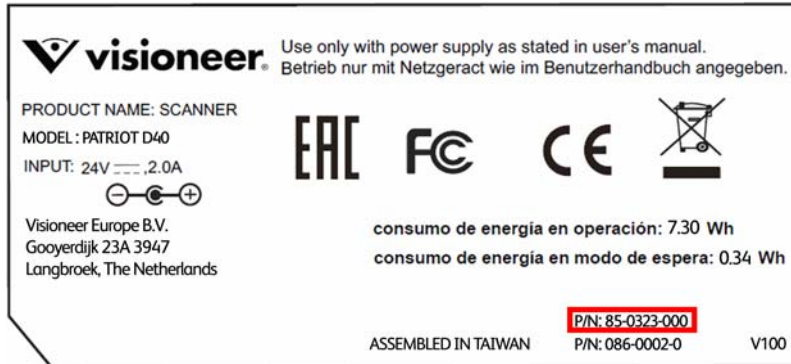 visioneer®
Use only with power supply as stated in user's manual.
Betrieb nur mit Netzgeract wie im Benutzerhandbuch angegeben.
PRODUCT NAME: SCANNER
MODEL : PATRIOT D40
INPUT: 24V ⎓ ,2.0A
EAC FC CE
Visioneer Europe B.V.
Gooyerdijk 23A 3947
Langbroek, The Netherlands
consumo de energía en operación: 7.30 Wh
consumo de energía en modo de espera: 0.34 Wh
P/N: 85-0323-000
ASSEMBLED IN TAIWAN P/N: 086-0002-0 V100